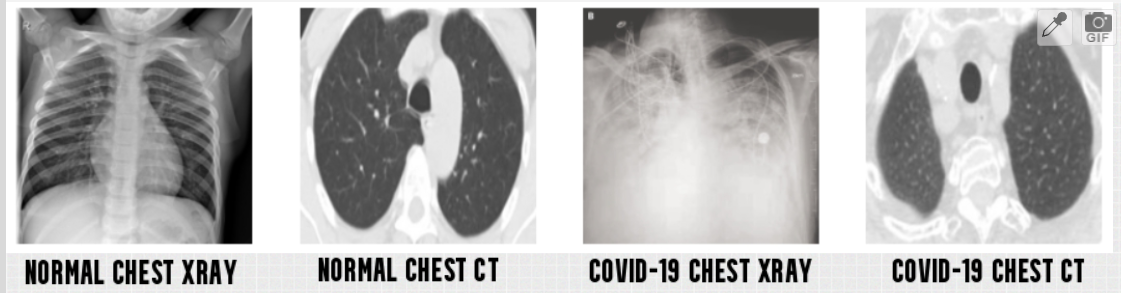 GIF
NORMAL CHEST XRAY
NORMAL CHEST CT
COVID-19 CHEST XRAY
COVID-19 CHEST CT